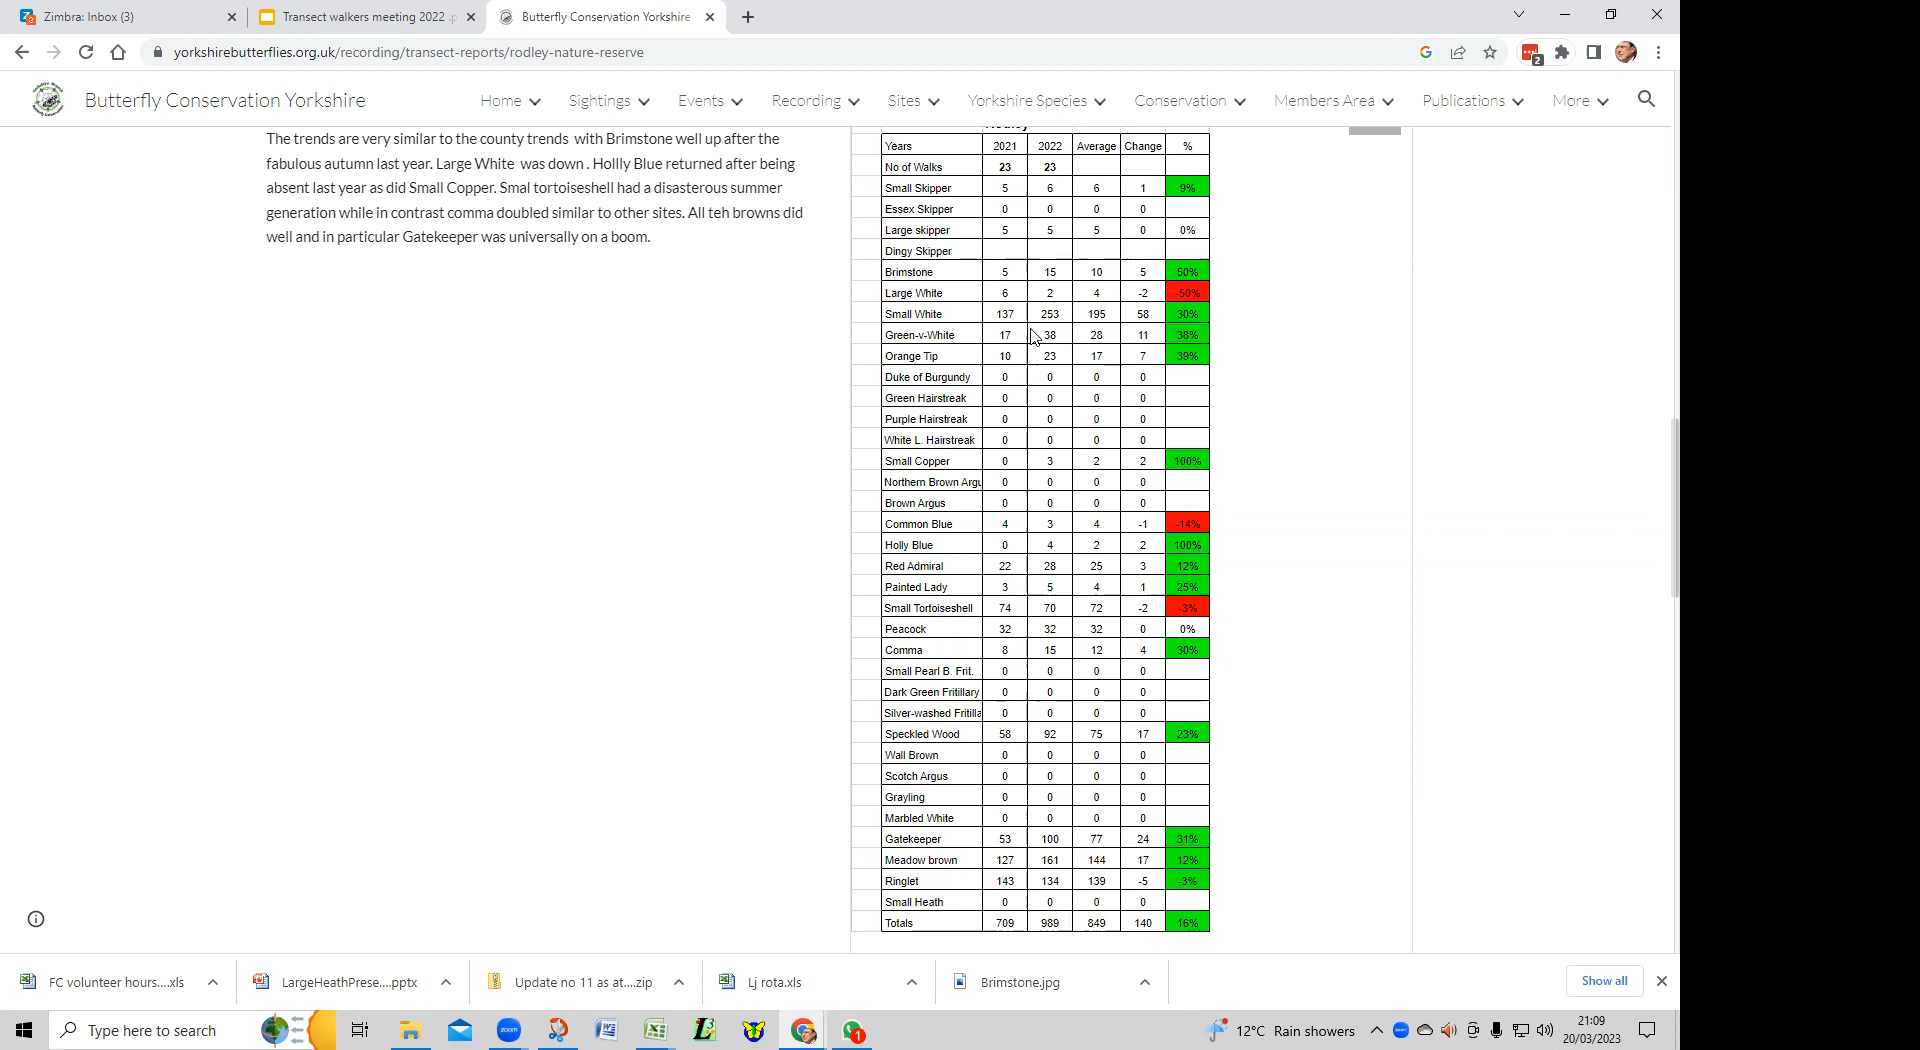 Zimbra: Inbox (3)
Transect walkers meeting 2022 .p
Butterfly Conservation Yorkshire
yorkshirebutterflies.org.uk/recording/transect-reports/rodley-nature-reserve
2
Butterfly Conservation Yorkshire
Home
Sightings
Events
Recording
Sites
Yorkshire Species
Conservation
Members Area
Publications
More
The trends are very similar to the county trends with Brimstone well up after the
fabulous autumn last year. Large White was down . Hollly Blue returned after being
absent last year as did Small Copper. Smal tortoiseshell had a disasterous summer
generation while in contrast comma doubled similar to other sites. All teh browns did
well and in particular Gatekeeper was universally on a boom.
Years 2021 2022 Average Change %
No of Walks 23 23
Small Skipper 5 6 6 1 9%
Essex Skipper 0 0 0 0
Large skipper 5 5 5 0 0%
Dingy Skipper
Brimstone 5 15 10 5 50%
Large White 6 2 4 -2 -50%
Small White 137 253 195 58 30%
Green-v-White 17 38 28 11 38%
Orange Tip 10 23 17 7 39%
Duke of Burgundy 0 0 0 0
Green Hairstreak 0 0 0 0
Purple Hairstreak 0 0 0 0
White L. Hairstreak 0 0 0 0
Small Copper 0 3 2 2 100%
Northern Brown Argu 0 0 0 0
Brown Argus 0 0 0 0
Common Blue 4 3 4 -1 -14%
Holly Blue 0 4 2 2 100%
Red Admiral 22 28 25 3 12%
Painted Lady 3 5 4 1 25%
Small Tortoiseshell 74 70 72 -2 -3%
Peacock 32 32 32 0 0%
Comma 8 15 12 4 30%
Small Pearl B. Frit. 0 0 0 0
Dark Green Fritillary 0 0 0 0
Silver-washed Fritilla 0 0 0 0
Speckled Wood 58 92 75 17 23%
Wall Brown 0 0 0 0
Scotch Argus 0 0 0 0
Grayling 0 0 0 0
Marbled White 0 0 0 0
Gatekeeper 53 100 77 24 31%
Meadow brown 127 161 144 17 12%
Ringlet 143 134 139 -5 -3%
Small Heath 0 0 0 0
Totals 709 989 849 140 16%
FC volunteer hours....xls
LargeHeathPrese....pptx
Update no 11 as at....zip
Lj rota.xls
Brimstone.jpg
Show all
Type here to search
zoom
1
12°C Rain showers
21:09
20/03/2023